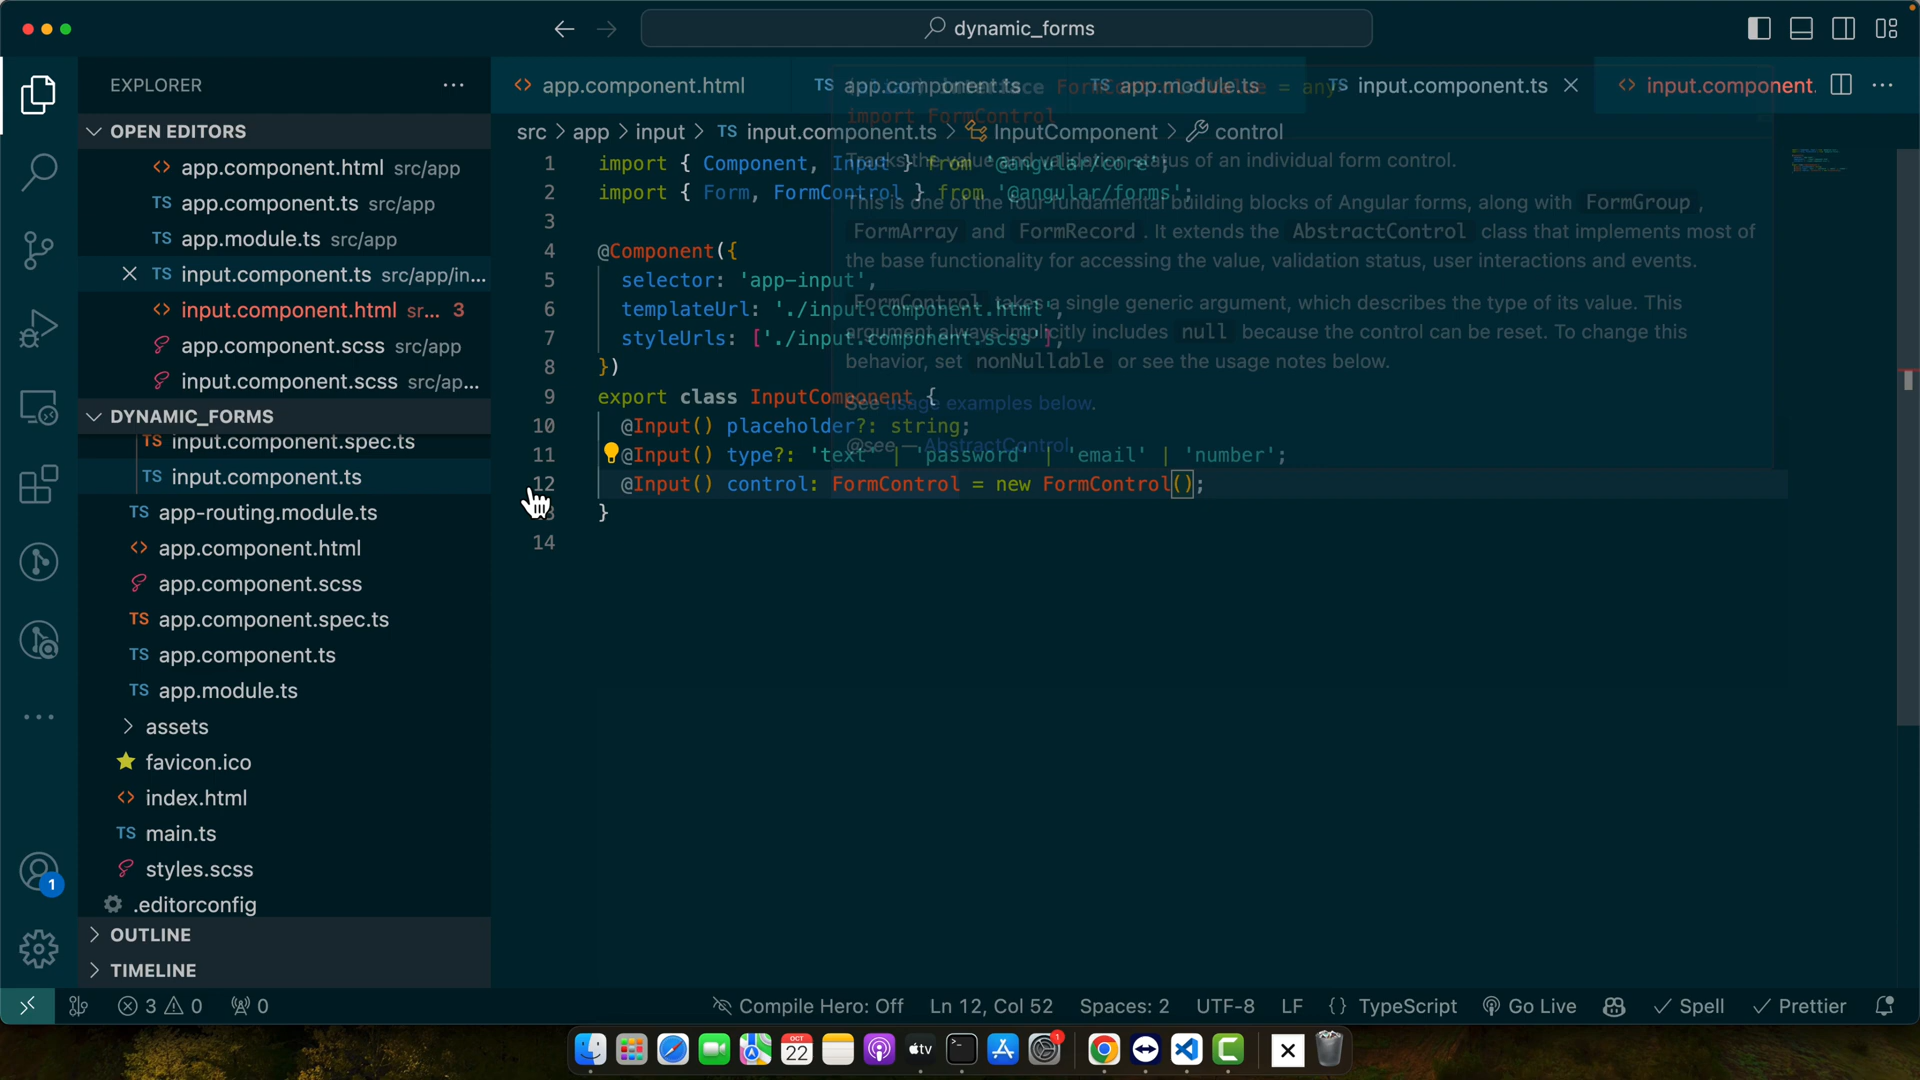 dynamic_forms
EXPLORER
OPEN EDITORS
app.component.html src/app
app.component.ts src/app
app.module.ts src/app
input.component.ts src/app/in...
input.component.html sr... 3
input.component.scss src/app
input.component.scss src/ap...
DYNAMIC_FORMS
input.component.spec.ts
input.component.ts
app-routing.module.ts
app.component.html
app.component.scss
app.component.spec.ts
app.component.ts
app.module.ts
assets
favicon.ico
index.html
main.ts
styles.scss
.editorconfig
OUTLINE
TIMELINE
1
app.component.html
TS app.component.ts
TS app.module.ts
TS input.component.ts
input.component.
src > app > input > TS input.component.ts > InputComponent > control
1 import { Component, Input } from '@angular/core';
2 import { Form, FormControl } from '@angular/forms';
3
4 @Component({
5 selector: 'app-input',
6 templateUrl: './input.component.html',
7 styleUrls: ['./input.component.scss'],
8 })
9 export class InputComponent {
10 @Input() placeholder?: string;
11 @Input() type?: 'text' | 'password' | 'email' | 'number';
12 @Input() control: FormControl = new FormControl();
13 }
14
import FormControl
Tracks the value and validation status of an individual form control.
This is one of the four fundamental building blocks of Angular forms, along with FormGroup,
FormArray and FormRecord. It extends the AbstractControl class that implements most of
the base functionality for accessing the value, validation status, user interactions and events.
FormControl takes a single generic argument, which describes the type of its value. This
argument always implicitly includes null because the control can be reset. To change this
behavior, set nonNullable or see the usage notes below.
See usage examples below.
@see — AbstractControl
3 0 0
Compile Hero: Off
Ln 12, Col 52
Spaces: 2
UTF-8
LF
{} TypeScript
Go Live
Spell
Prettier
OCT
22
tv
1